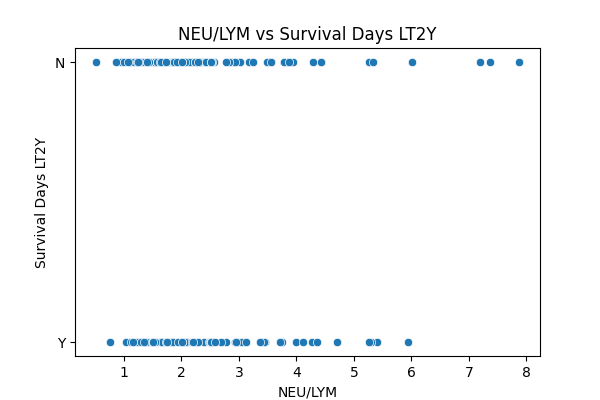 NEU/LYM vs Survival Days LT2Y
N
Survival Days LT2Y
Y
1 2 3 4 5 6 7 8
NEU/LYM